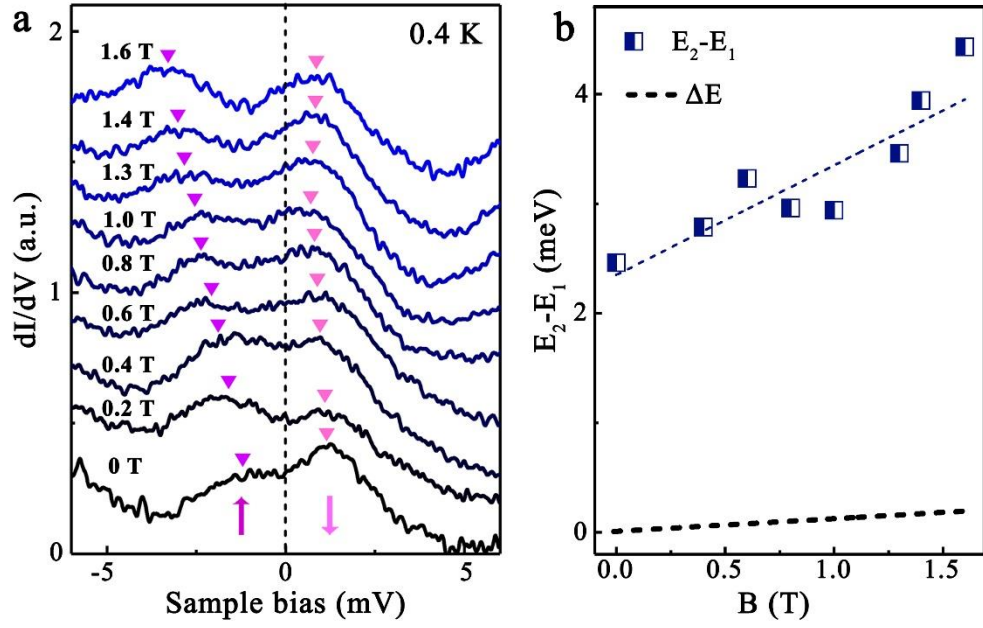 a
0.4 K
1.6 T
1.4 T
1.3 T
1.0 T
0.8 T
0.6 T
0.4 T
0.2 T
0 T
dI/dV (a.u.)
0
1
2
-5
0
5
Sample bias (mV)
b
E₂-E₁
ΔE
E₂-E₁ (meV)
0
2
4
0.0
0.5
1.0
1.5
B (T)